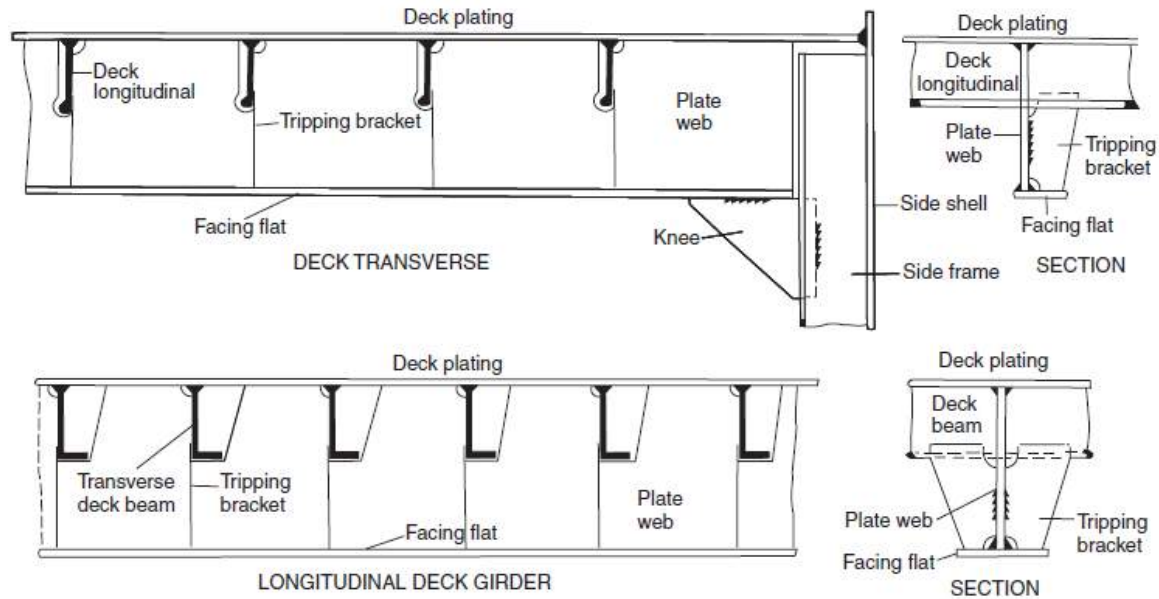 Deck plating
Deck
longitudinal
Tripping bracket
Plate
web
Facing flat
Knee
Side shell
Side frame
DECK TRANSVERSE
Deck plating
Deck
longitudinal
Plate
web
Tripping
bracket
Facing flat
SECTION
Deck plating
Transverse
deck beam
Tripping
bracket
Plate
web
Facing flat
LONGITUDINAL DECK GIRDER
Deck plating
Deck
beam
Plate web
Tripping
bracket
Facing flat
SECTION